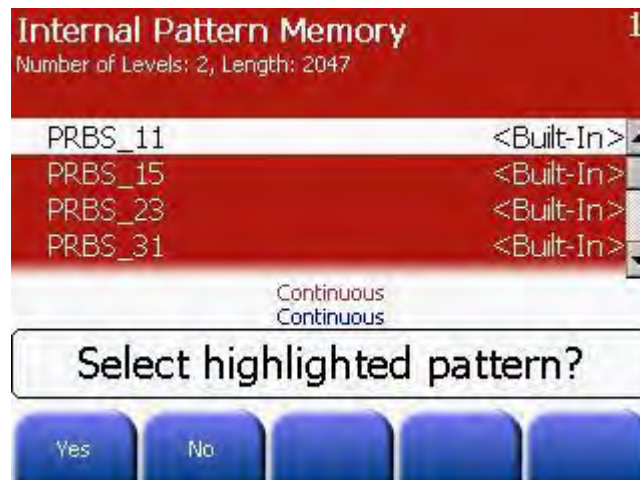 Internal Pattern Memory 1
Number of Levels: 2, Length: 2047
PRBS_11 <Built-In>
PRBS_15 <Built-In>
PRBS_23 <Built-In>
PRBS_31 <Built-In>
Continuous
Continuous
Select highlighted pattern?
Yes No